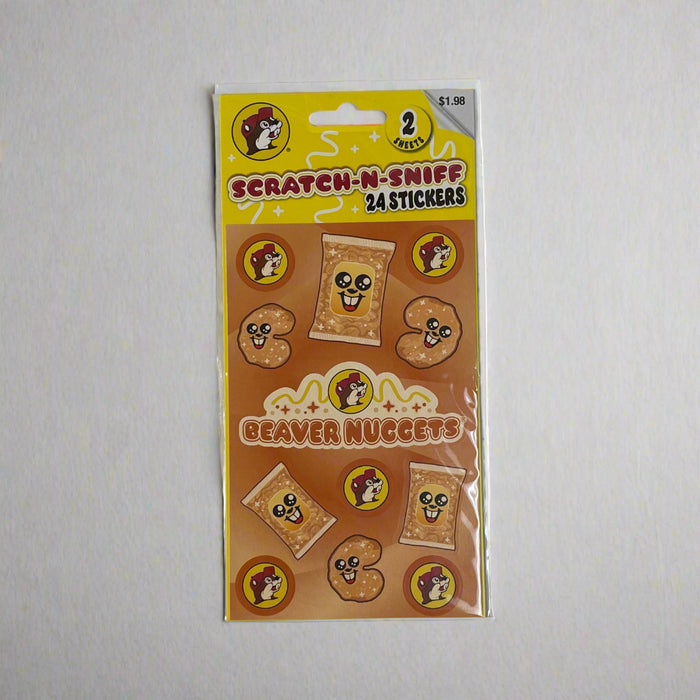 $1.98
2
SHEETS
®
SCRATCH-N-SNIFF
24 STICKERS
BEAVER NUGGETS